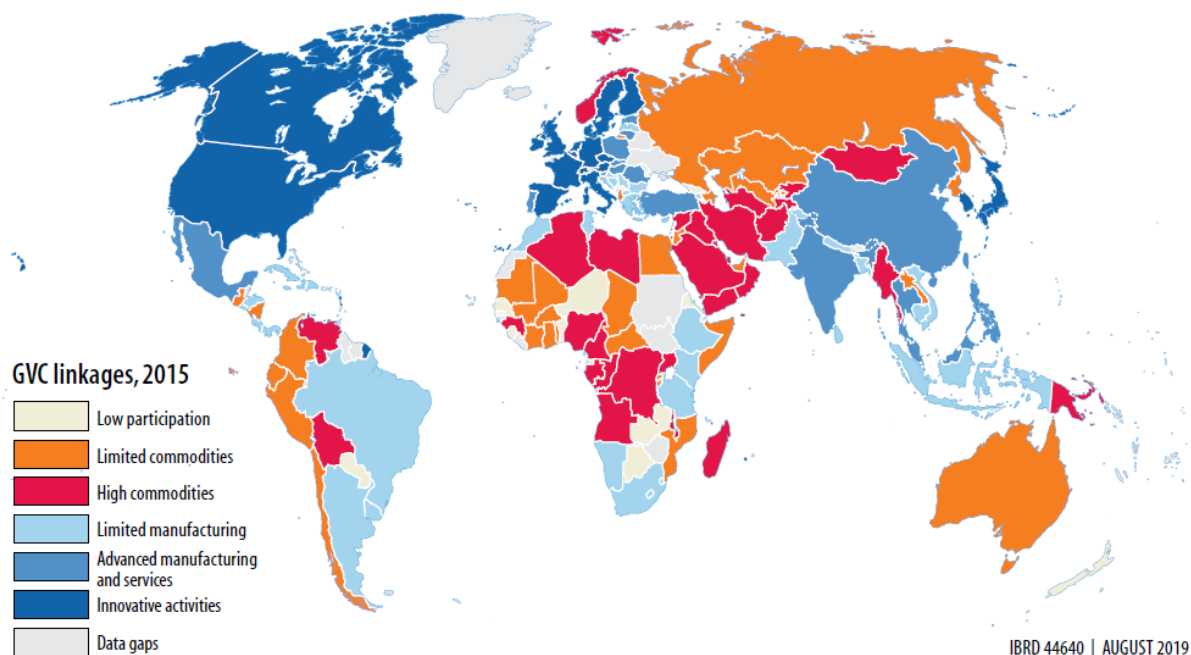 GVC linkages, 2015
Low participation
Limited commodities
High commodities
Limited manufacturing
Advanced manufacturing
and services
Innovative activities
Data gaps
IBRD 44640 | AUGUST 2019